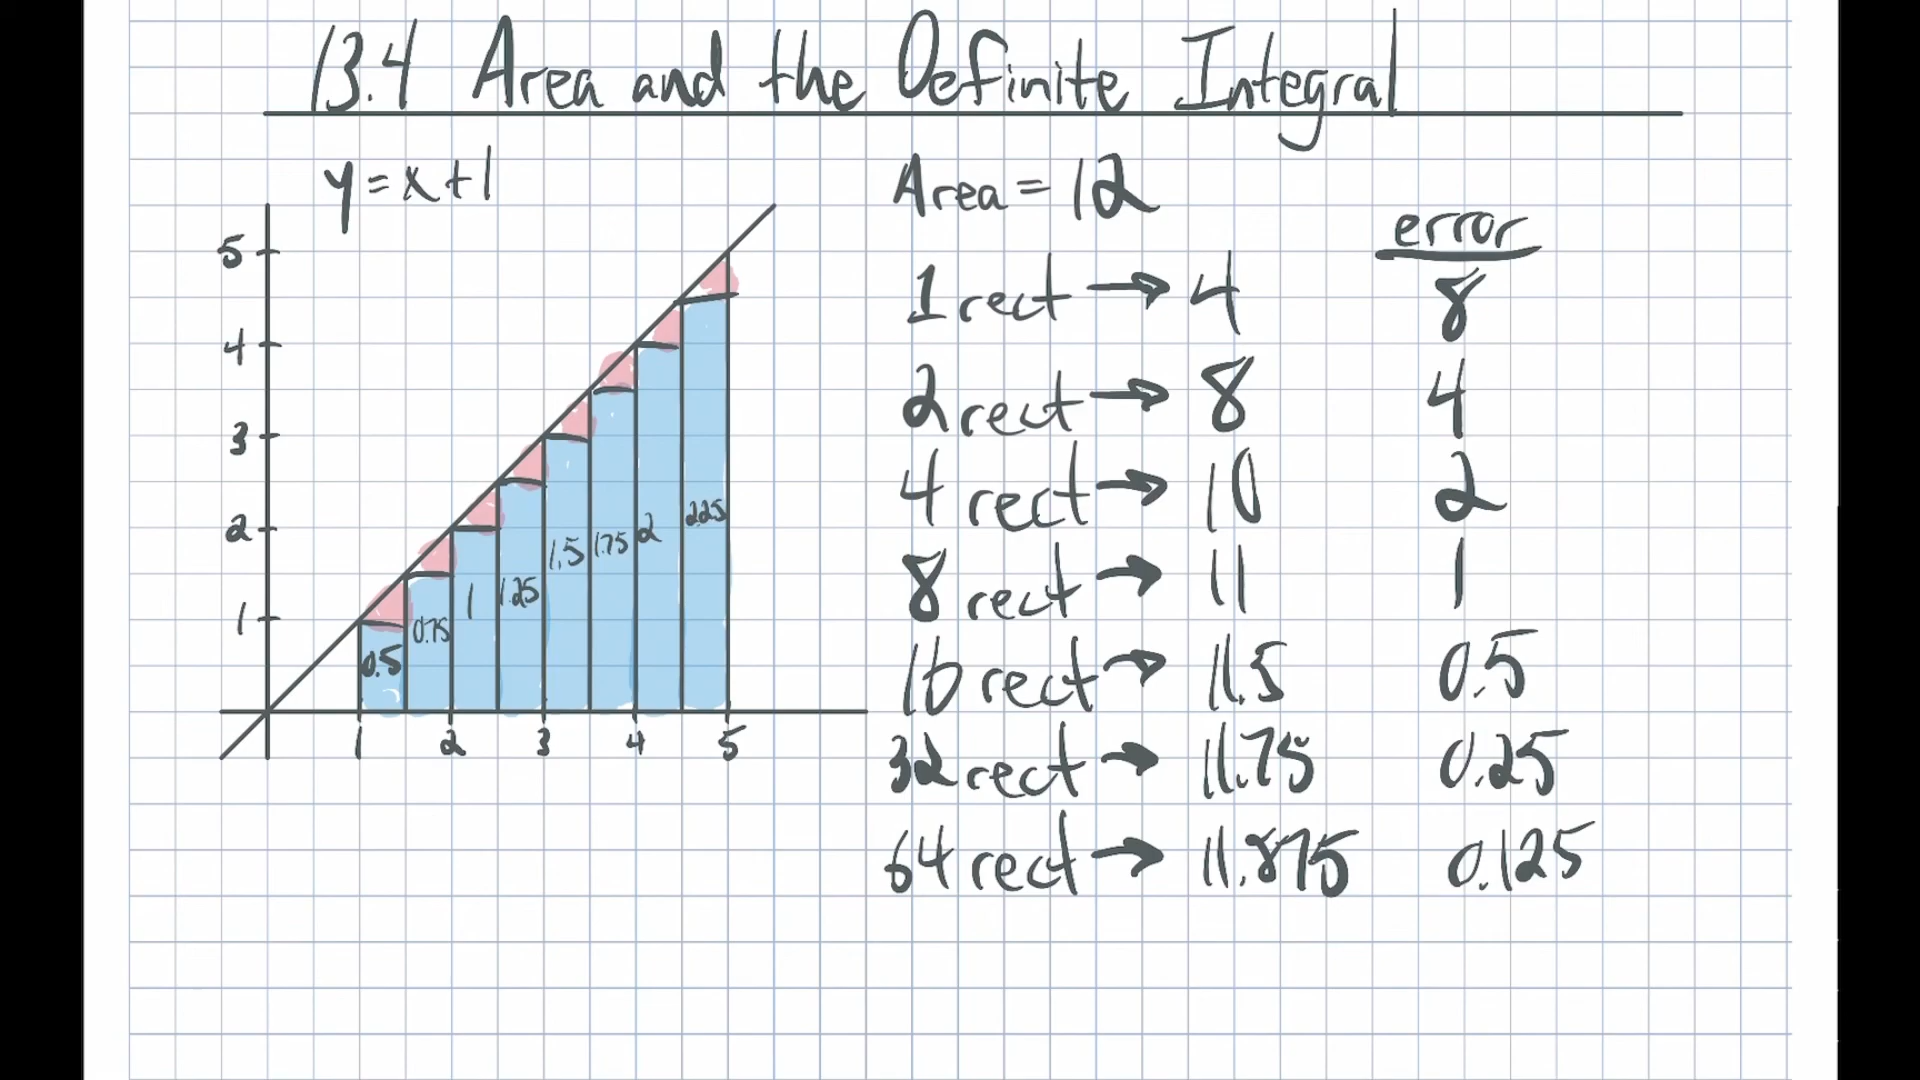 13.4 Area and the Definite Integral
y = x + 1
5
4
3
2
1
1 2 3 4 5
0.5 0.75 1 1.25 1.5 1.75 2 2.25
Area = 12
error
1 rect → 4 8
2 rect → 8 4
4 rect → 10 2
8 rect → 11 1
16 rect → 11.5 0.5
32 rect → 11.75 0.25
64 rect → 11.875 0.125